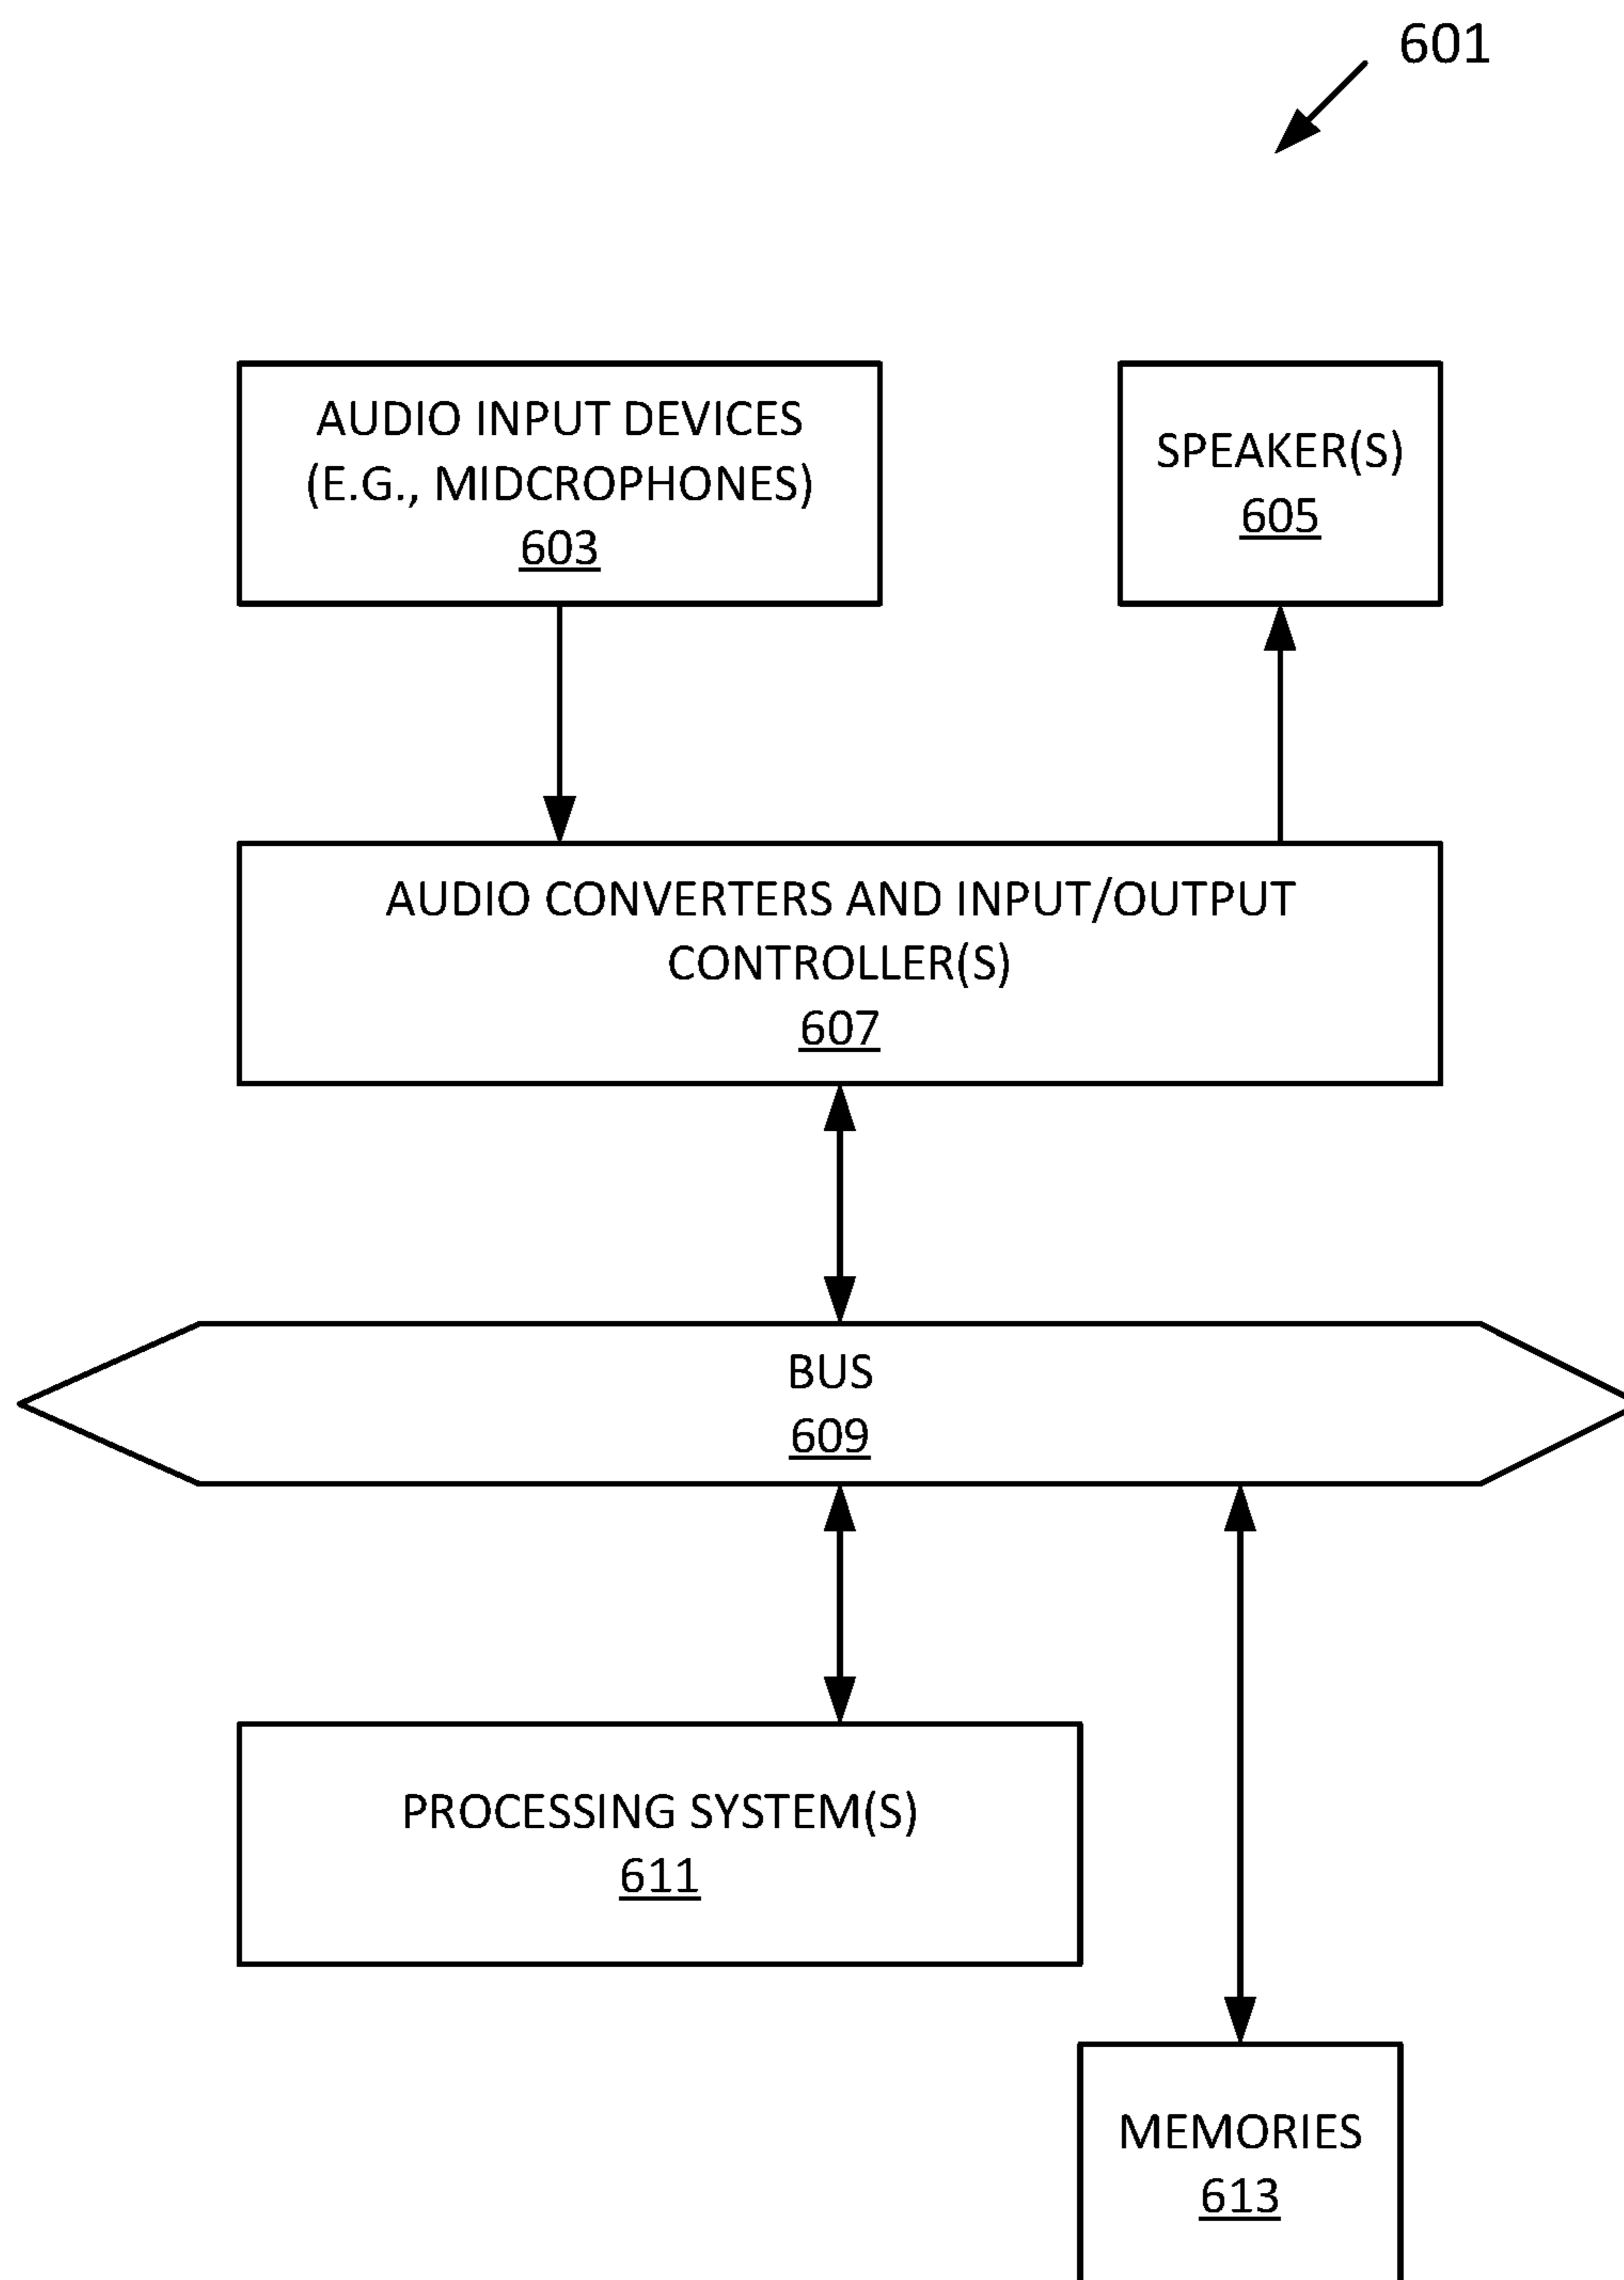 601
AUDIO INPUT DEVICES
(E.G., MIDCROPHONES)
603
SPEAKER(S)
605
AUDIO CONVERTERS AND INPUT/OUTPUT
CONTROLLER(S)
607
BUS
609
PROCESSING SYSTEM(S)
611
MEMORIES
613